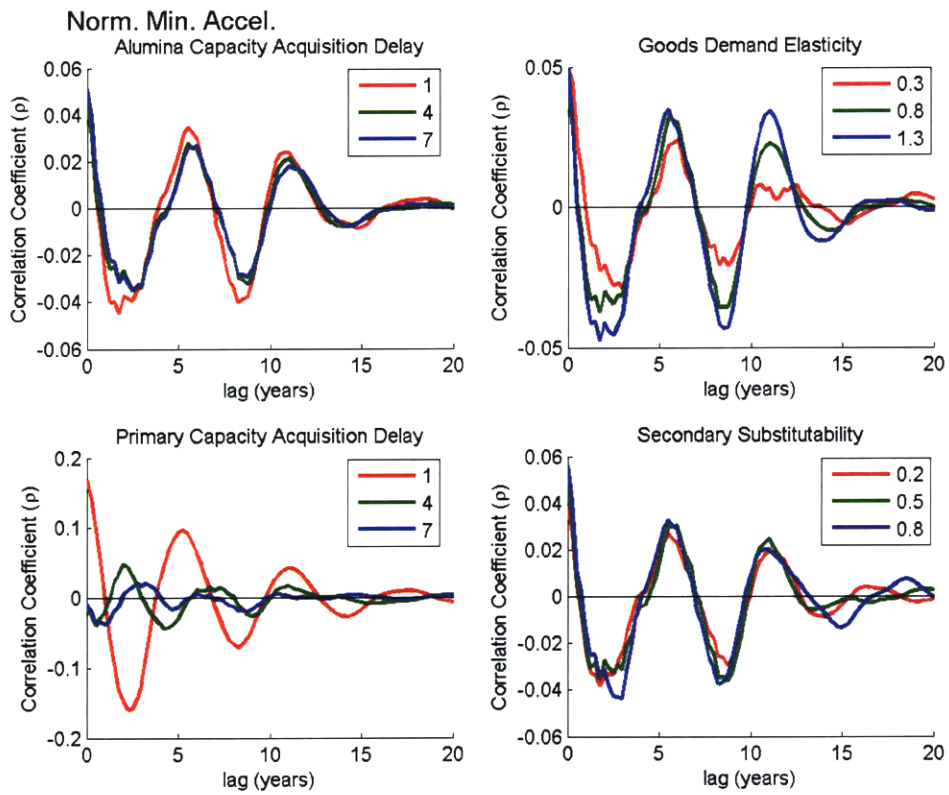 Norm. Min. Accel.
Alumina Capacity Acquisition Delay
0.06
0.04
0.02
0
-0.02
-0.04
-0.06
Correlation Coefficient (ρ)
0 5 10 15 20
lag (years)
1
4
7
Goods Demand Elasticity
0.05
0
-0.05
Correlation Coefficient (ρ)
0 5 10 15 20
lag (years)
0.3
0.8
1.3
Primary Capacity Acquisition Delay
0.2
0.1
0
-0.1
-0.2
Correlation Coefficient (ρ)
0 5 10 15 20
lag (years)
1
4
7
Secondary Substitutability
0.06
0.04
0.02
0
-0.02
-0.04
-0.06
Correlation Coefficient (ρ)
0 5 10 15 20
lag (years)
0.2
0.5
0.8